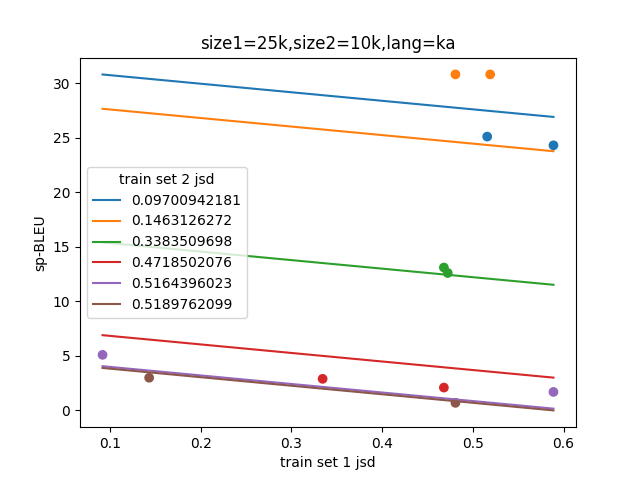 size1=25k,size2=10k,lang=ka
sp-BLEU
30
25
20
15
10
5
0
train set 2 jsd
0.09700942181
0.1463126272
0.3383509698
0.4718502076
0.5164396023
0.5189762099
0.1 0.2 0.3 0.4 0.5 0.6
train set 1 jsd